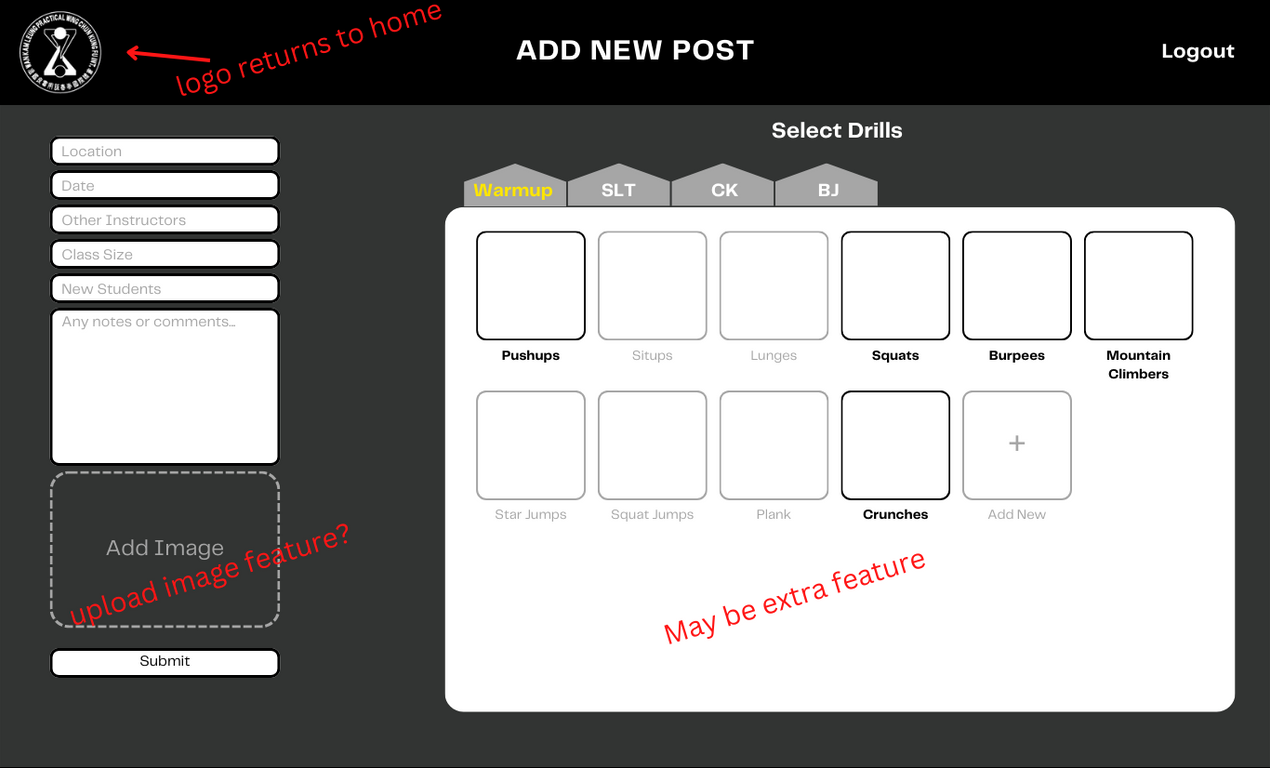 WANKAM LEUNG PRACTICAL WING CHUN KUNG FU INT.
logo returns to home
ADD NEW POST
Logout
Select Drills
Location
Date
Other Instructors
Class Size
New Students
Any notes or comments...
Add Image
upload image feature?
Submit
Warmup SLT CK BJ
Pushups Situps Lunges Squats Burpees Mountain
Climbers
+
Star Jumps Squat Jumps Plank Crunches Add New
May be extra feature